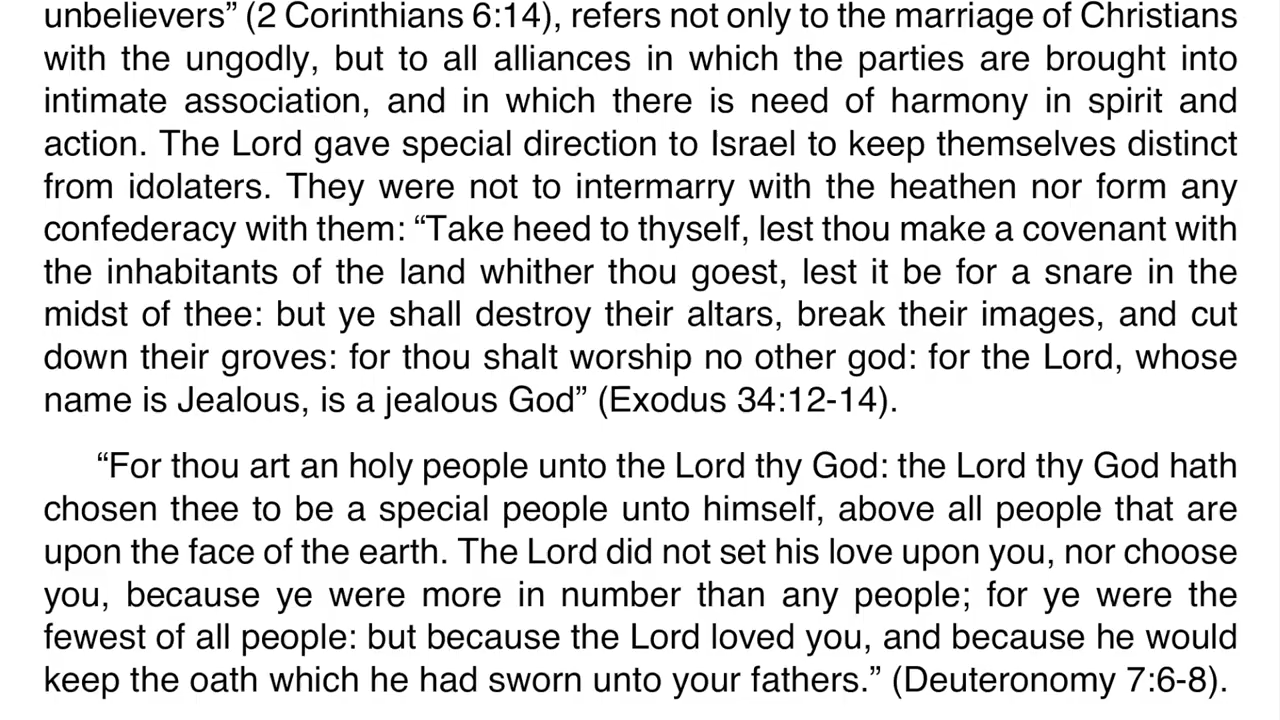 unbelievers” (2 Corinthians 6:14), refers not only to the marriage of Christians
with the ungodly, but to all alliances in which the parties are brought into
intimate association, and in which there is need of harmony in spirit and
action. The Lord gave special direction to Israel to keep themselves distinct
from idolaters. They were not to intermarry with the heathen nor form any
confederacy with them: “Take heed to thyself, lest thou make a covenant with
the inhabitants of the land whither thou goest, lest it be for a snare in the
midst of thee: but ye shall destroy their altars, break their images, and cut
down their groves: for thou shalt worship no other god: for the Lord, whose
name is Jealous, is a jealous God” (Exodus 34:12-14).
“For thou art an holy people unto the Lord thy God: the Lord thy God hath
chosen thee to be a special people unto himself, above all people that are
upon the face of the earth. The Lord did not set his love upon you, nor choose
you, because ye were more in number than any people; for ye were the
fewest of all people: but because the Lord loved you, and because he would
keep the oath which he had sworn unto your fathers.” (Deuteronomy 7:6-8).